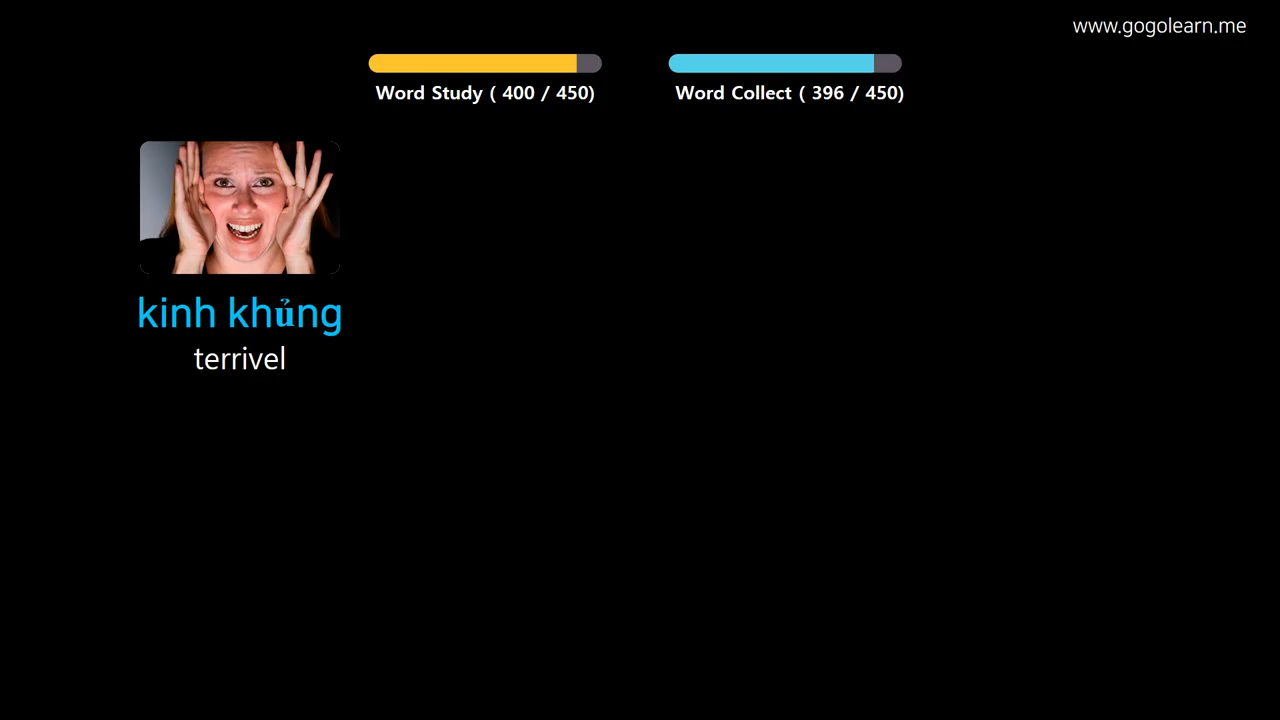 www.gogolearn.me
Word Study ( 400 / 450)
Word Collect ( 396 / 450)
kinh khủng
terrivel